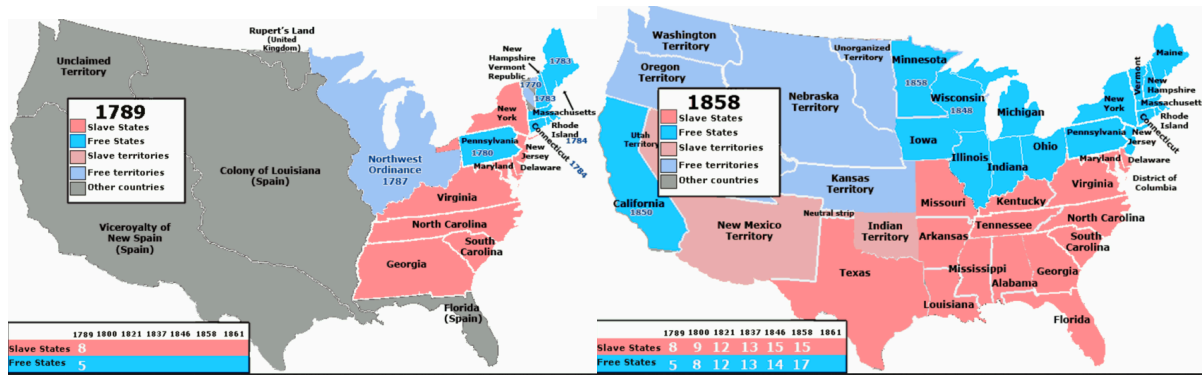 Rupert's Land
(United
Kingdom)
Unclaimed
Territory
New
Hampshire
Vermont
Republic
1770
1783
1783
1789
Slave States
Free States
Slave territories
Free territories
Other countries
New
York
Massachusetts
Rhode
Island
1784
Connecticut
1784
Pennsylvania
1780
New
Jersey
Maryland
Delaware
Northwest
Ordinance
1787
Colony of Louisiana
(Spain)
Virginia
Viceroyalty of
New Spain
(Spain)
North Carolina
South
Carolina
Georgia
Florida
(Spain)
1789 1800 1821 1837 1846 1858 1861
Slave States 8
Free States 5
Washington
Territory
Oregon
Territory
Unorganized
Territory
Minnesota
1858
Maine
Vermont
New
Hampshire
Massachusetts
Rhode
Island
Connecticut
Nebraska
Territory
Wisconsin
1848
Michigan
New
York
1858
Slave States
Free States
Slave territories
Free territories
Other countries
Utah
Territory
Iowa
Pennsylvania
New
Jersey
Ohio
Illinois
Indiana
Maryland
Delaware
District of
Columbia
California
1850
Kansas
Territory
Missouri
Kentucky
Virginia
Neutral strip
New Mexico
Territory
Indian
Territory
Tennessee
North Carolina
Arkansas
South
Carolina
Texas
Mississippi
Georgia
Alabama
Louisiana
Florida
1789 1800 1821 1837 1846 1858 1861
Slave States 8 9 12 13 15 15
Free States 5 8 12 13 14 17